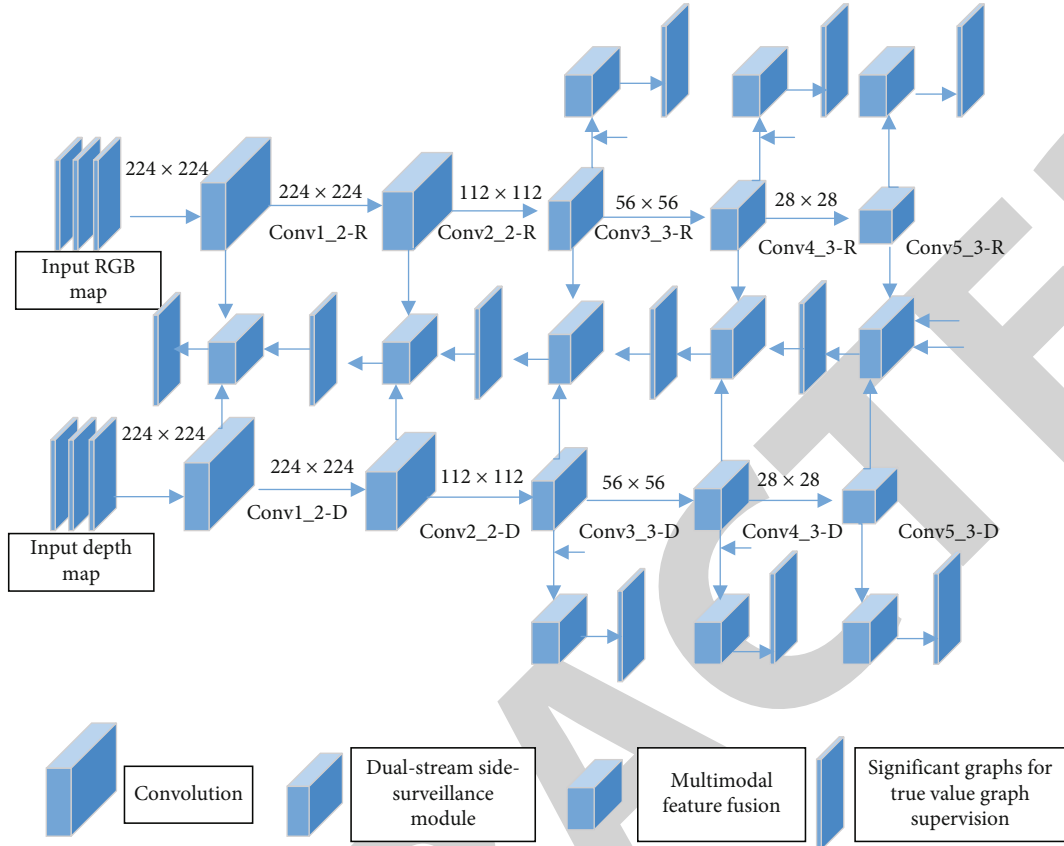 224 × 224
224 × 224
112 × 112
56 × 56
28 × 28
Conv1_2-R
Conv2_2-R
Conv3_3-R
Conv4_3-R
Conv5_3-R
Input RGB
map
224 × 224
224 × 224
112 × 112
56 × 56
28 × 28
Conv1_2-D
Conv2_2-D
Conv3_3-D
Conv4_3-D
Conv5_3-D
Input depth
map
Convolution
Dual-stream side-
surveillance
module
Multimodal
feature fusion
Significant graphs for
true value graph
supervision